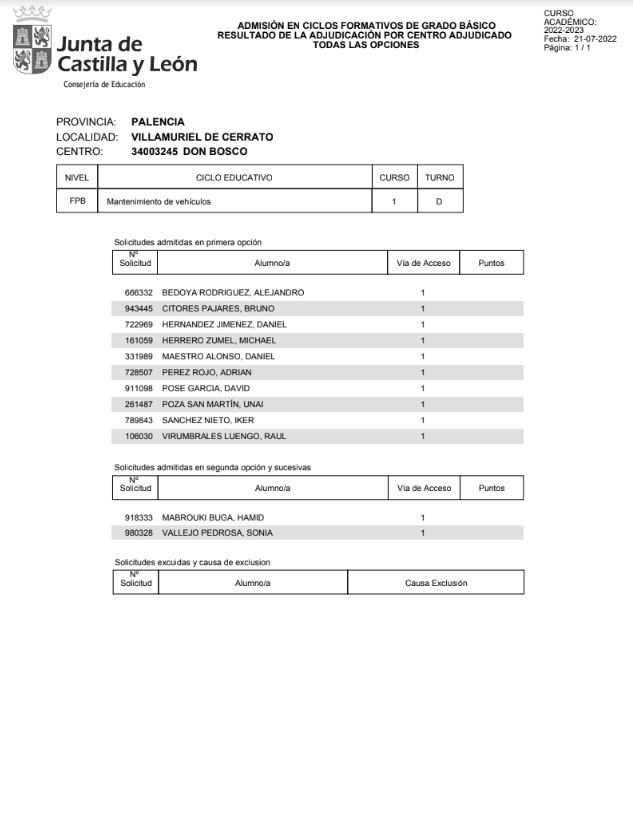 Junta de
Castilla y León
Consejería de Educación
ADMISIÓN EN CICLOS FORMATIVOS DE GRADO BÁSICO
RESULTADO DE LA ADJUDICACIÓN POR CENTRO ADJUDICADO
TODAS LAS OPCIONES
CURSO
ACADÉMICO:
2022-2023
Fecha: 21-07-2022
Página: 1 / 1
PROVINCIA: PALENCIA
LOCALIDAD: VILLAMURIEL DE CERRATO
CENTRO: 34003245 DON BOSCO
NIVEL CICLO EDUCATIVO CURSO TURNO
FPB Mantenimiento de vehículos 1 D
Solicitudes admitidas en primera opción
Nº
Solicitud Alumno/a Vía de Acceso Puntos
666332 BEDOYA RODRIGUEZ, ALEJANDRO 1
943445 CITORES PAJARES, BRUNO 1
722969 HERNANDEZ JIMENEZ, DANIEL 1
161059 HERRERO ZUMEL, MICHAEL 1
331989 MAESTRO ALONSO, DANIEL 1
728507 PEREZ ROJO, ADRIAN 1
911098 POSE GARCIA, DAVID 1
261487 POZA SAN MARTÍN, UNAI 1
789843 SANCHEZ NIETO, IKER 1
106030 VIRUMBRALES LUENGO, RAUL 1
Solicitudes admitidas en segunda opción y sucesivas
Nº
Solicitud Alumno/a Vía de Acceso Puntos
918333 MABROUKI BUGA, HAMID 1
980328 VALLEJO PEDROSA, SONIA 1
Solicitudes excuidas y causa de exclusion
Nº
Solicitud Alumno/a Causa Exclusión